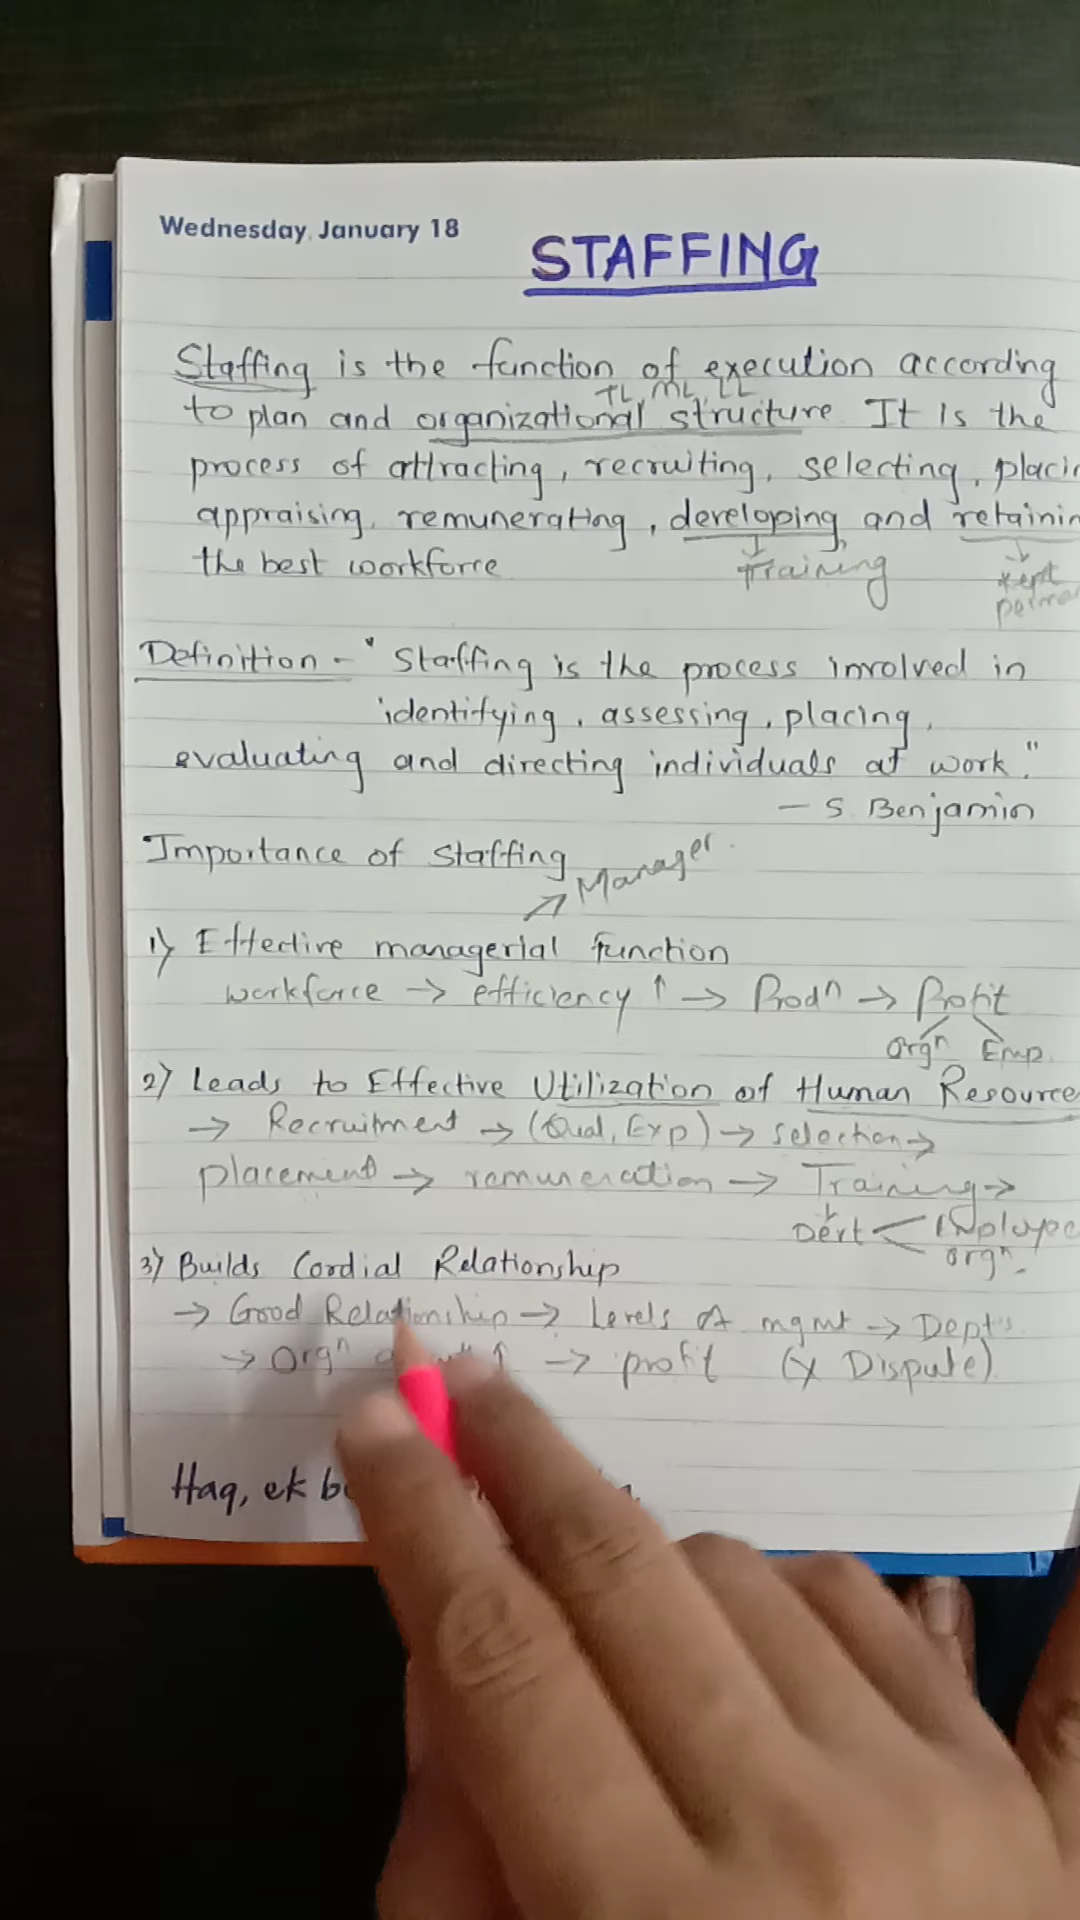 Wednesday, January 18
STAFFING
Staffing is the function of execution according
TL, ML, LL
to plan and organizational structure. It is the
process of attracting, recruiting, selecting, placin
appraising, remunerating, developing and retainin
the best workforce
Training
kept
perma
Definition - " Staffing is the process involved in
identifying, assessing, placing,
evaluating and directing individuals at work."
- S. Benjamin
Importance of staffing
Manager
1) Effective managerial function
workforce → efficiency ↑ → Prodⁿ → Profit
Orgⁿ Emp.
2) Leads to Effective Utilization of Human Resource
→ Recruitment → (Qual, Exp) → selection →
placement → remuneration → Training →
Employee
orgⁿ
3) Builds Cordial Relationship
→ Good Relationship → Levels of mgmt → Dept's
→ Orgⁿ ↑ → profit (x Dispute)
Haq, ek